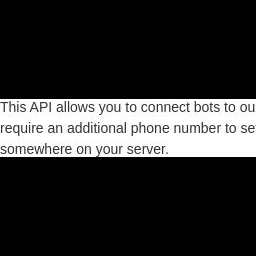 This API allows you to connect bots to ou
require an additional phone number to se
somewhere on your server.